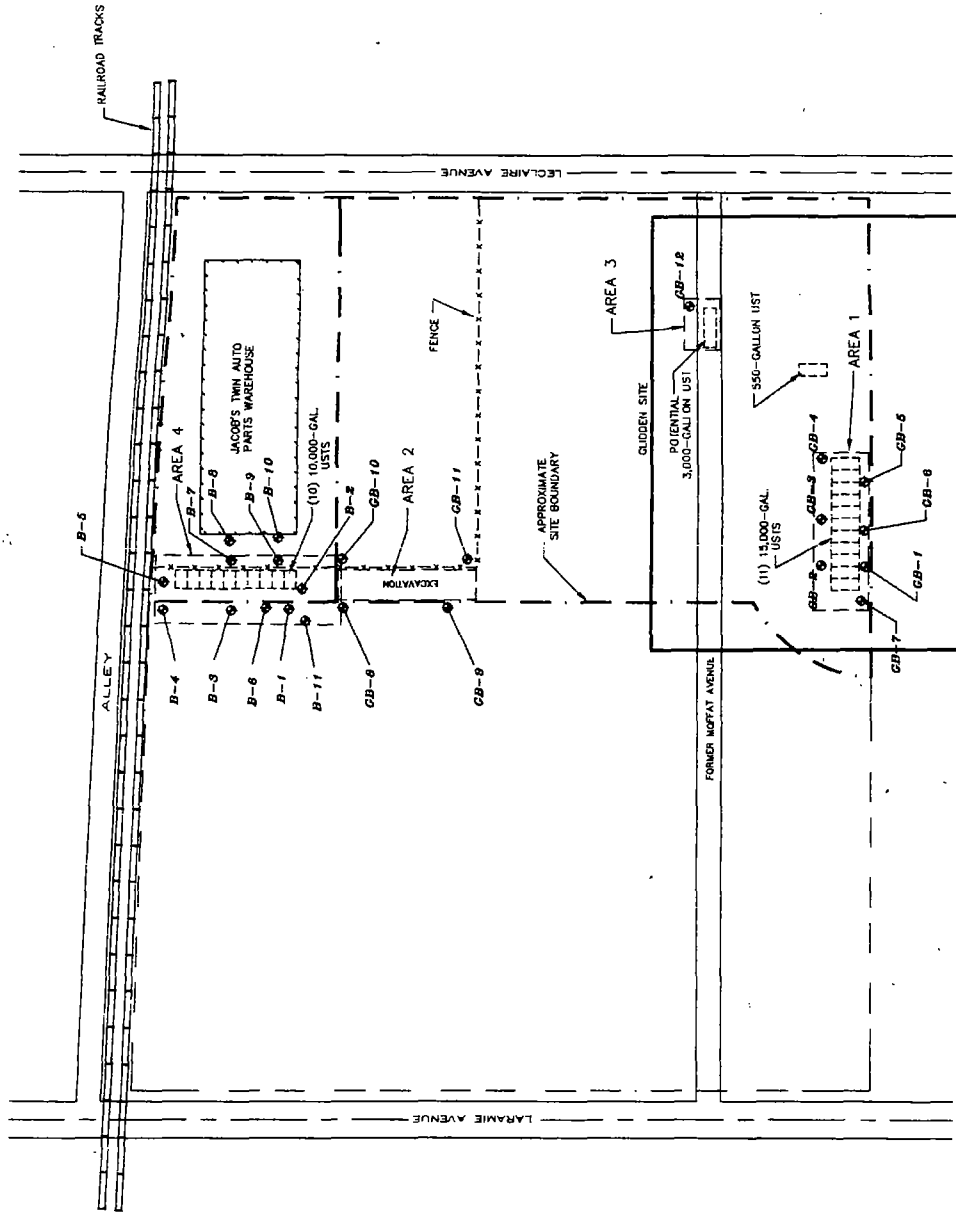 RAILROAD TRACKS
ALLEY
LECLAIRE AVENUE
B-5
AREA 4
B-7
B-8
B-9
B-10
JACOB'S TWIN AUTO
PARTS WAREHOUSE
(10) 10,000-GAL.
USTS
B-2
GB-10
AREA 2
GB-11
EXCAVATION
FENCE
B-4
B-3
B-6
B-1
B-11
GB-8
GB-9
APPROXIMATE
SITE BOUNDARY
GLIDDEN SITE
POTENTIAL
3,000-GALLON UST
AREA 3
GB-12
FORMER MOFFAT AVENUE
550-GALLON UST
AREA 1
(11) 15,000-GAL.
USTS
GB-2
GB-3
GB-4
GB-5
GB-6
GB-1
GB-7
LARAMIE AVENUE